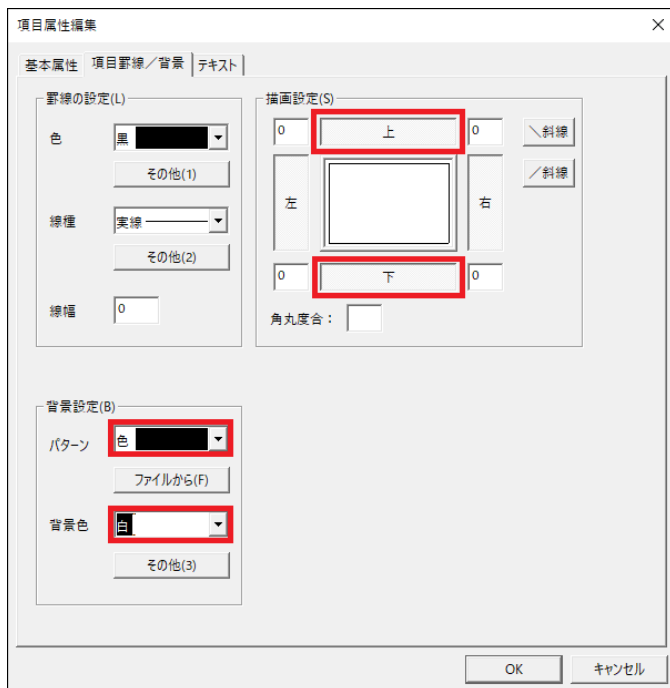 項目属性編集
基本属性 項目罫線／背景 テキスト
罫線の設定(L)
色 黒
その他(1)
線種 実線
その他(2)
線幅 0
描画設定(S)
0 上 0 ＼斜線
／斜線
左 右
0 下 0
角丸度合：
背景設定(B)
パターン 色
ファイルから(F)
背景色 白
その他(3)
OK キャンセル